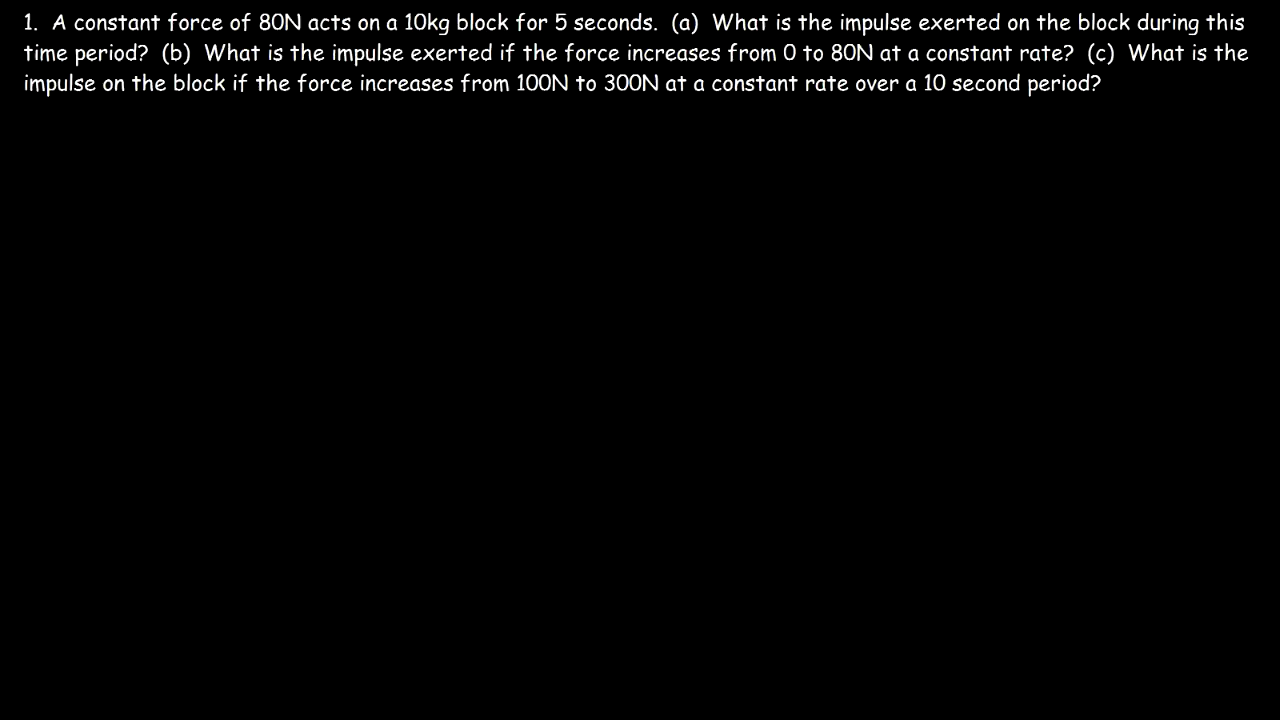 1.  A constant force of 80N acts on a 10kg block for 5 seconds.  (a)  What is the impulse exerted on the block during this
time period?  (b)  What is the impulse exerted if the force increases from 0 to 80N at a constant rate?  (c)  What is the
impulse on the block if the force increases from 100N to 300N at a constant rate over a 10 second period?